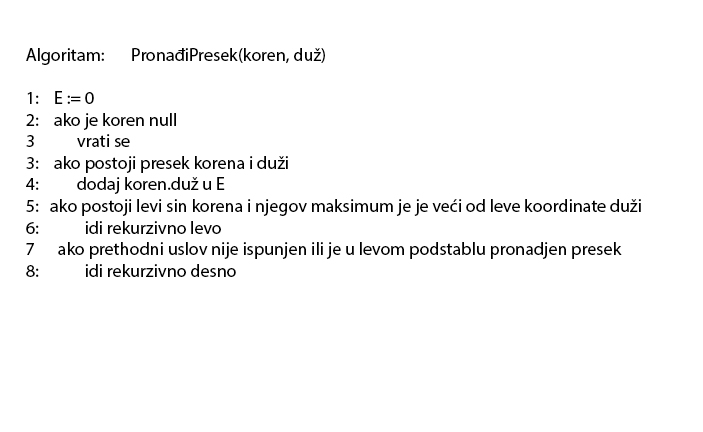 Algoritam: PronađiPresek(koren, duž)
1: E := 0
2: ako je koren null
3 vrati se
3: ako postoji presek korena i duži
4: dodaj koren.duž u E
5: ako postoji levi sin korena i njegov maksimum je je veći od leve koordinate duži
6: idi rekurzivno levo
7 ako prethodni uslov nije ispunjen ili je u levom podstablu pronadjen presek
8: idi rekurzivno desno